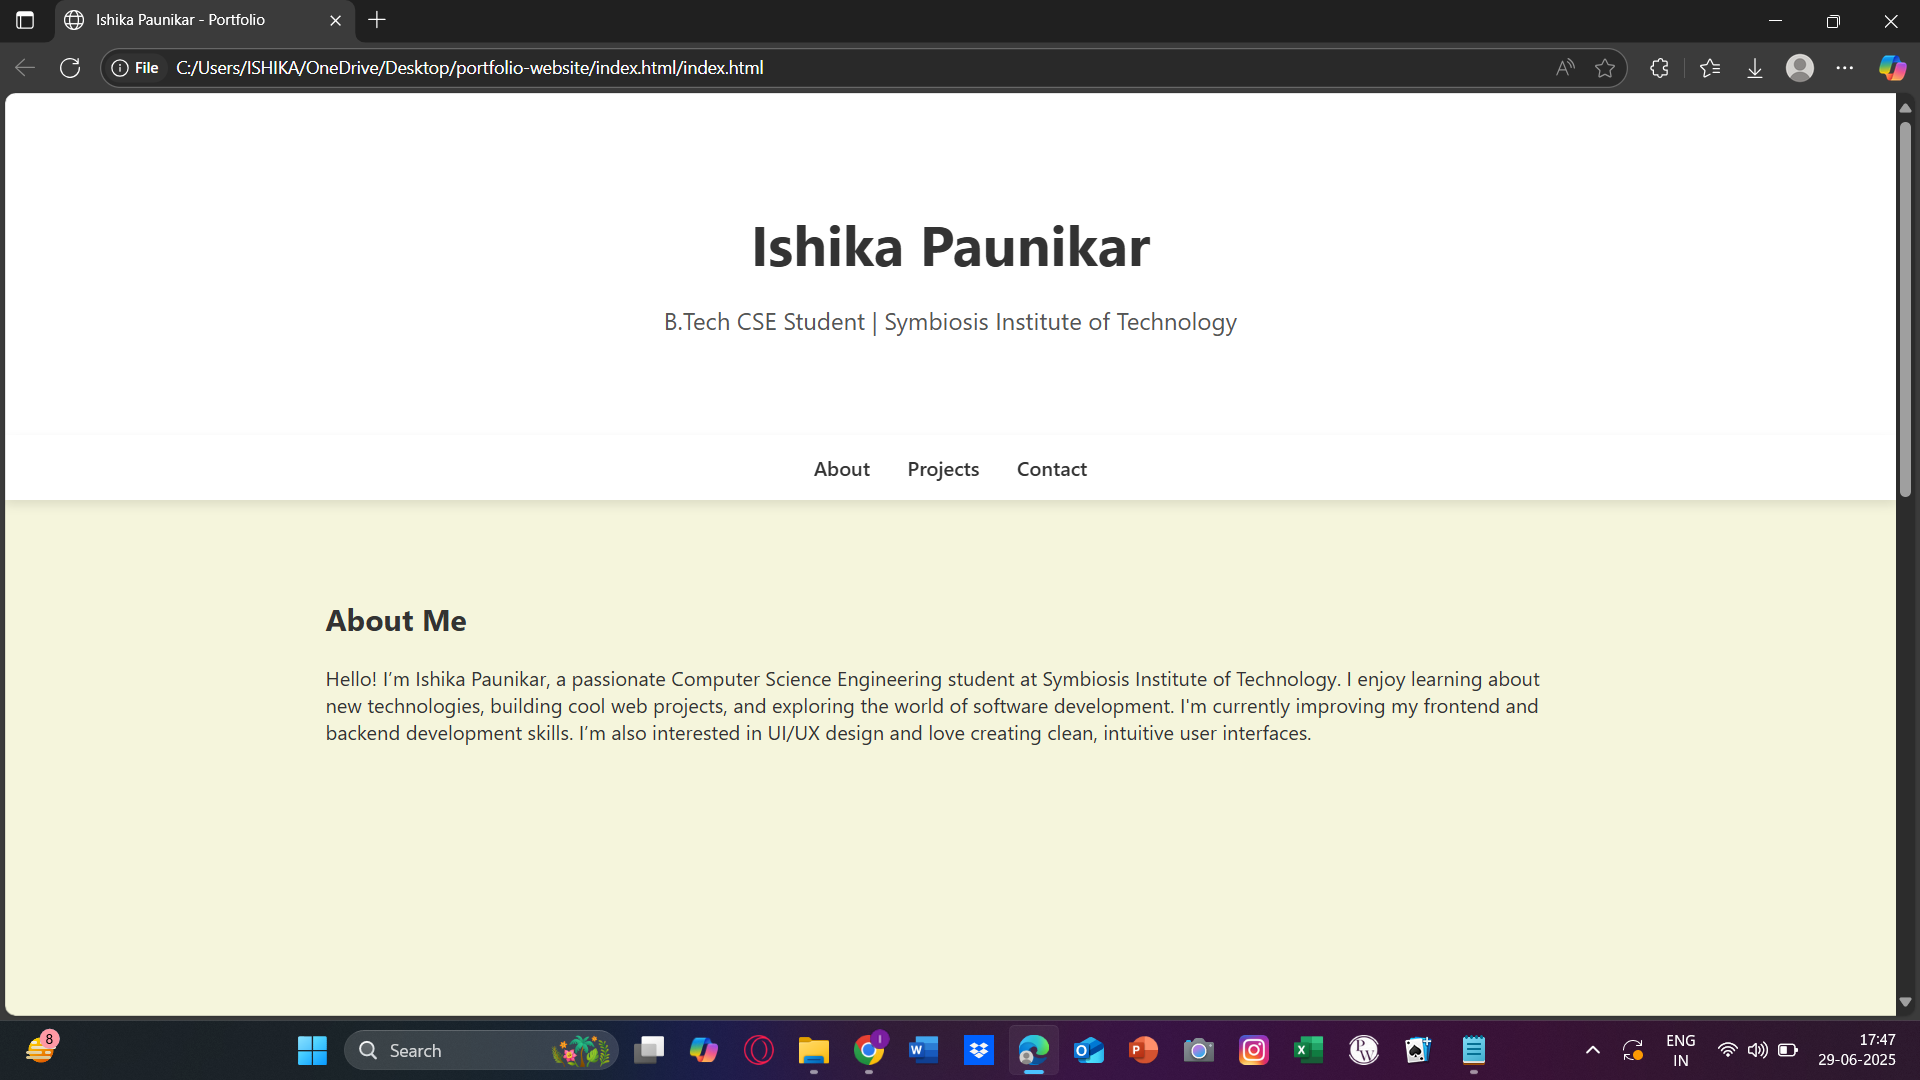 Ishika Paunikar - Portfolio
File C:/Users/ISHIKA/OneDrive/Desktop/portfolio-website/index.html/index.html
Ishika Paunikar
B.Tech CSE Student | Symbiosis Institute of Technology
About Projects Contact
About Me
Hello! I’m Ishika Paunikar, a passionate Computer Science Engineering student at Symbiosis Institute of Technology. I enjoy learning about
new technologies, building cool web projects, and exploring the world of software development. I'm currently improving my frontend and
backend development skills. I’m also interested in UI/UX design and love creating clean, intuitive user interfaces.
8
Search
I
ENG
IN
17:47
29-06-2025